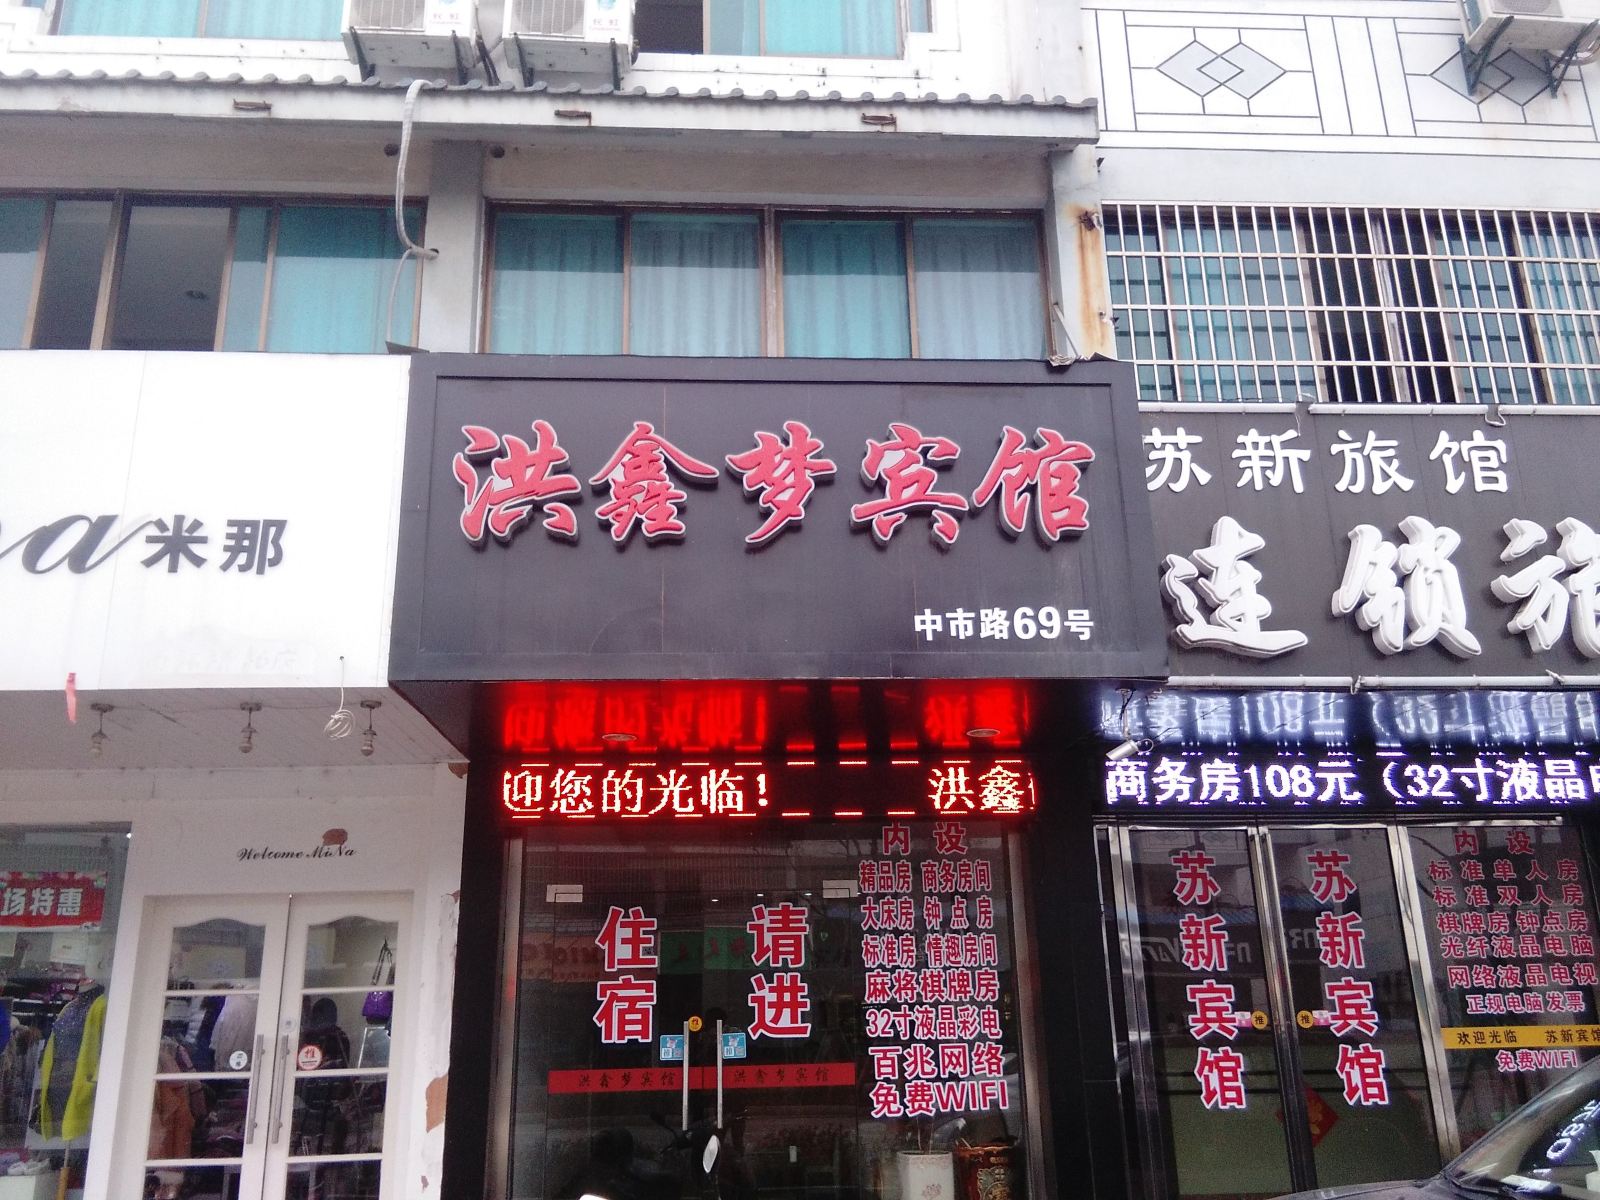 洪鑫梦宾馆
中市路69号
米那
苏新旅馆
连锁旅
迎您的光临！ 洪鑫
商务房108元（32寸液晶
Welcome MiNa
场特惠
住宿
请进
内设
精品房 商务房间
大床房 钟点房
标准房 情趣房间
麻将棋牌房
32寸液晶彩电
百兆网络
免费WIFI
洪鑫梦宾馆 洪鑫梦宾馆
推
推
苏新宾馆
苏新宾馆
推
推
内设
标准单人房
标准双人房
棋牌房钟点房
光纤液晶电脑
网络液晶电视
正规电脑发票
欢迎光临 苏新宾馆
免费WIFI